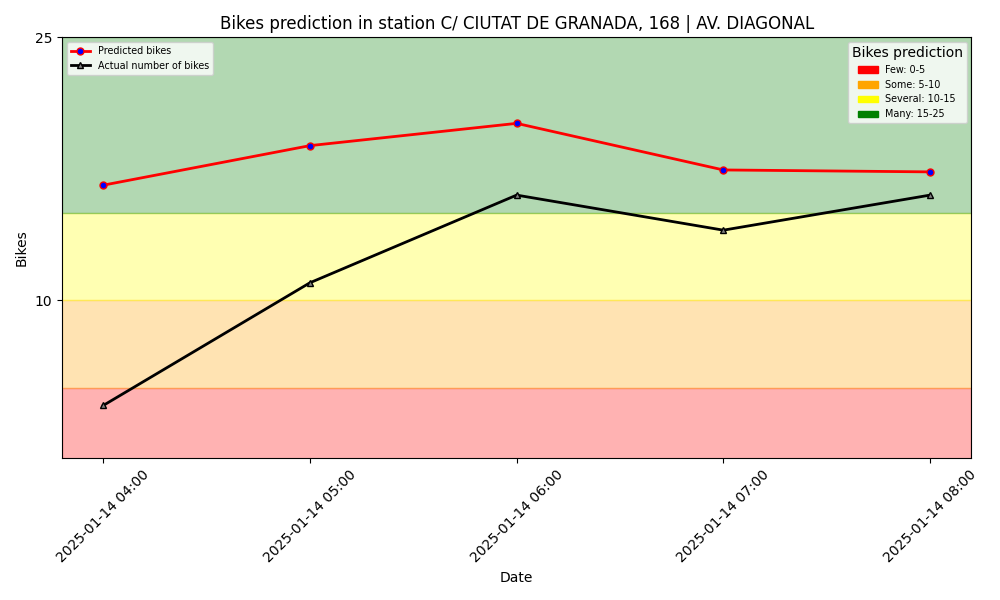 Bikes prediction in station C/ CIUTAT DE GRANADA, 168 | AV. DIAGONAL
25
Predicted bikes
Actual number of bikes
Bikes prediction
Few: 0-5
Some: 5-10
Several: 10-15
Many: 15-25
Bikes
10
2025-01-14 04:00
2025-01-14 05:00
2025-01-14 06:00
2025-01-14 07:00
2025-01-14 08:00
Date